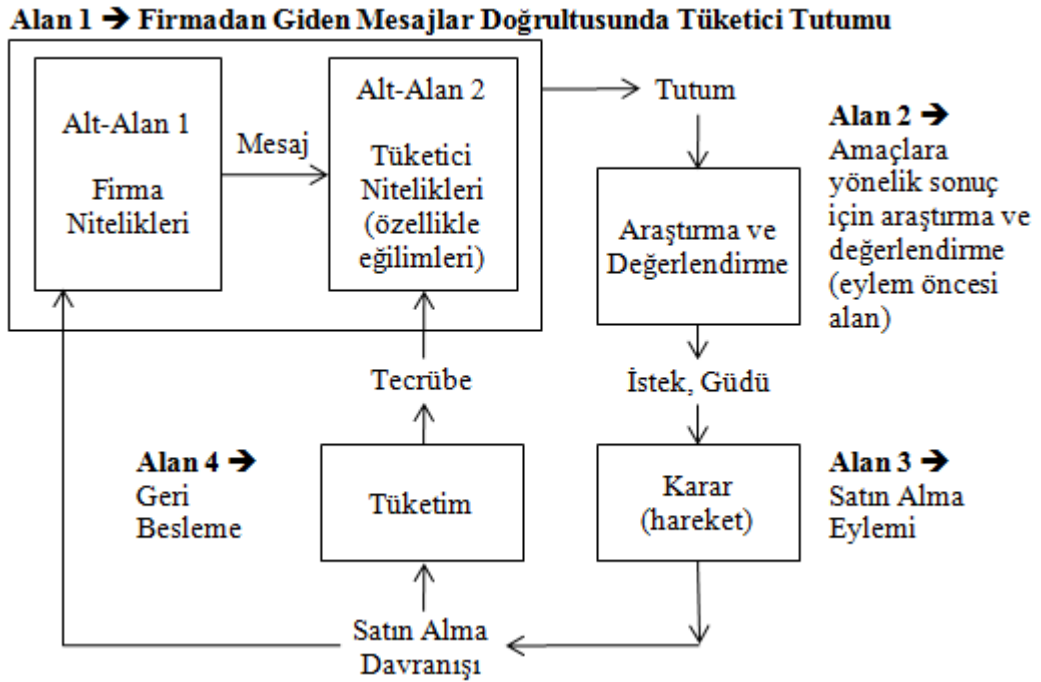 Alan 1 → Firmadan Giden Mesajlar Doğrultusunda Tüketici Tutumu
Alt-Alan 1
Firma
Nitelikleri
Mesaj
Alt-Alan 2
Tüketici
Nitelikleri
(özellikle
eğilimleri)
Tutum
Alan 2 →
Amaçlara
yönelik sonuç
için araştırma ve
değerlendirme
(eylem öncesi
alan)
Araştırma ve
Değerlendirme
İstek, Güdü
Karar
(hareket)
Alan 3 →
Satın Alma
Eylemi
Satın Alma
Davranışı
Alan 4 →
Geri
Besleme
Tüketim
Tecrübe